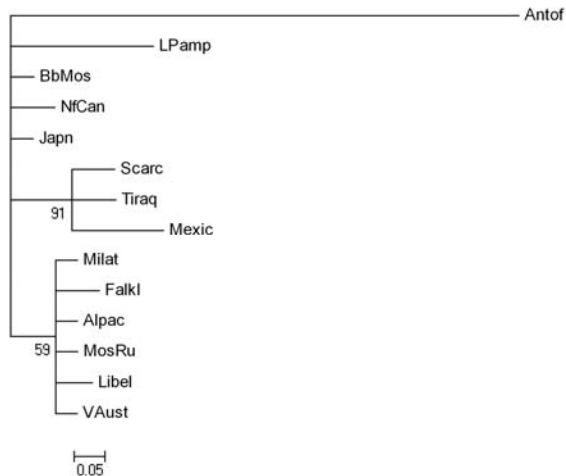 Antof
LPamp
BbMos
NfCan
Japn
Scarc
Tiraq
91
Mexic
Milat
Falkl
Alpac
59
MosRu
Libel
VAust
0.05